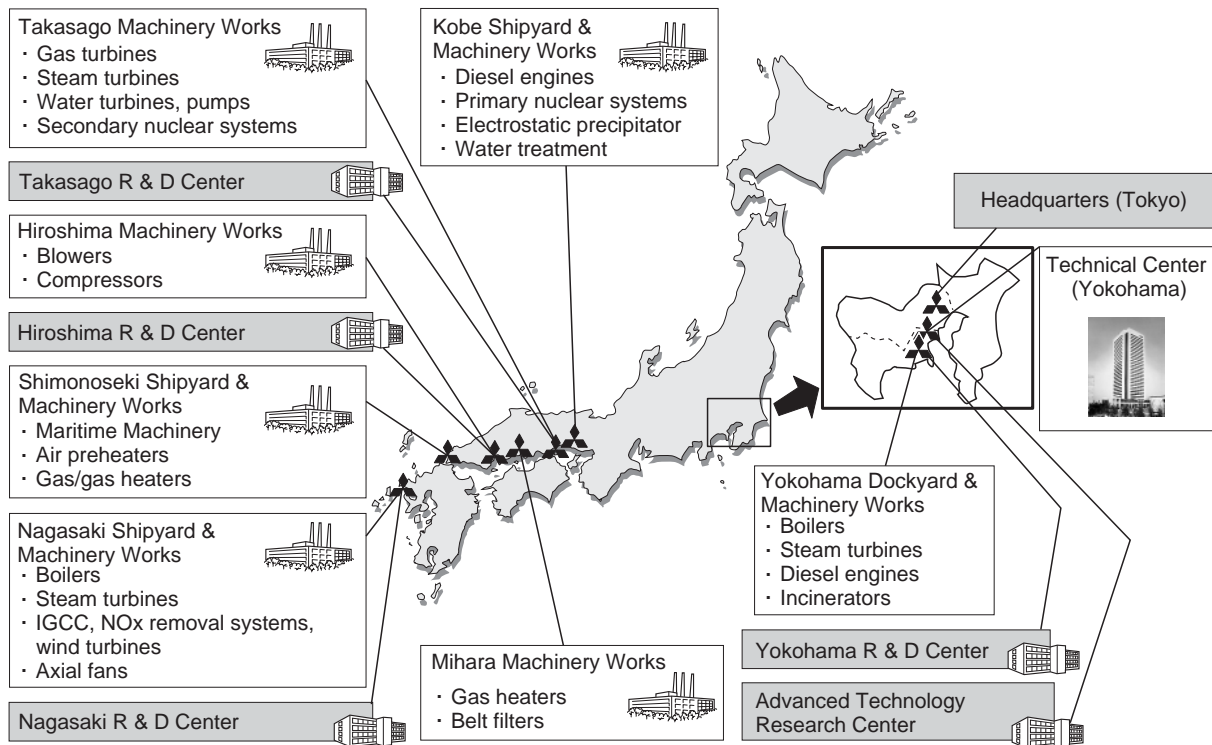 Takasago Machinery Works
· Gas turbines
· Steam turbines
· Water turbines, pumps
· Secondary nuclear systems
Takasago R & D Center
Hiroshima Machinery Works
· Blowers
· Compressors
Hiroshima R & D Center
Shimonoseki Shipyard &
Machinery Works
· Maritime Machinery
· Air preheaters
· Gas/gas heaters
Nagasaki Shipyard &
Machinery Works
· Boilers
· Steam turbines
· IGCC, NOx removal systems,
wind turbines
· Axial fans
Nagasaki R & D Center
Kobe Shipyard &
Machinery Works
· Diesel engines
· Primary nuclear systems
· Electrostatic precipitator
· Water treatment
Mihara Machinery Works
· Gas heaters
· Belt filters
Headquarters (Tokyo)
Technical Center
(Yokohama)
Yokohama Dockyard &
Machinery Works
· Boilers
· Steam turbines
· Diesel engines
· Incinerators
Yokohama R & D Center
Advanced Technology
Research Center